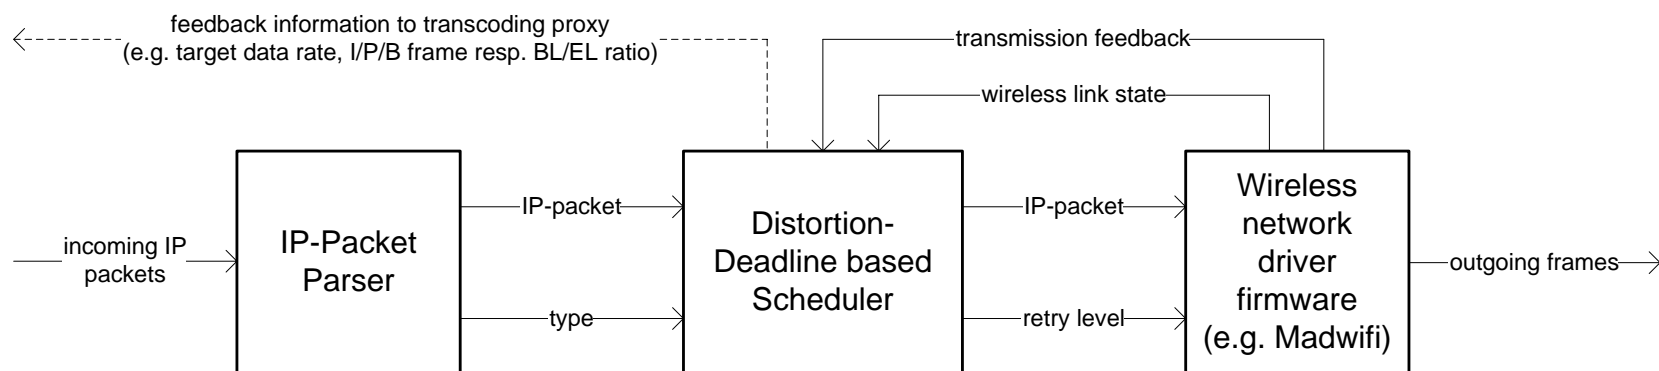 feedback information to transcoding proxy
(e.g. target data rate, I/P/B frame resp. BL/EL ratio)
transmission feedback
wireless link state
incoming IP
packets
IP-Packet
Parser
IP-packet
type
Distortion-
Deadline based
Scheduler
IP-packet
retry level
Wireless
network
driver
firmware
(e.g. Madwifi)
outgoing frames